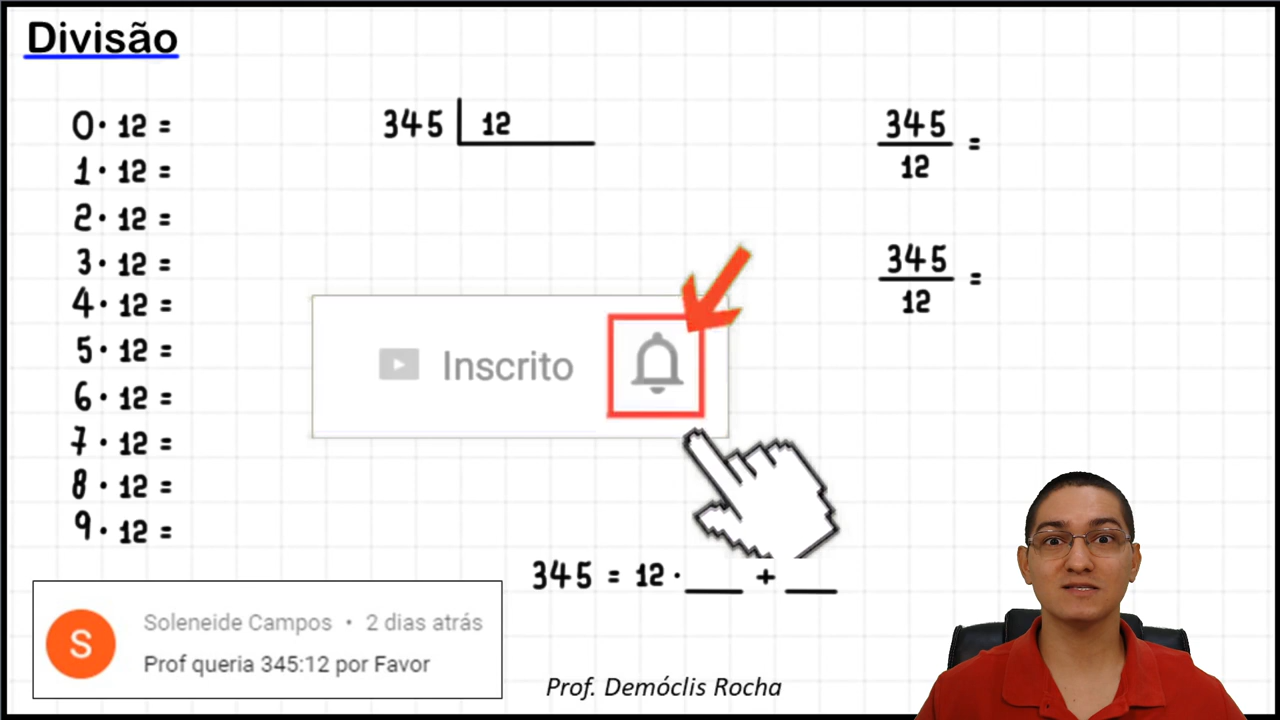 Divisão
0 · 12 =
1 · 12 =
2 · 12 =
3 · 12 =
4 · 12 =
5 · 12 =
6 · 12 =
7 · 12 =
8 · 12 =
9 · 12 =
345 12
345
12
=
345
12
=
Inscrito
345 = 12 · ___ + ___
Soleneide Campos • 2 dias atrás
S
Prof queria 345:12 por Favor
Prof. Demóclis Rocha